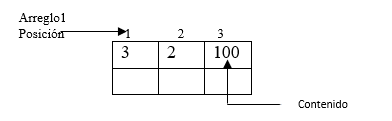 Arreglo1
Posición 1 2 3
3 2 100
Contenido